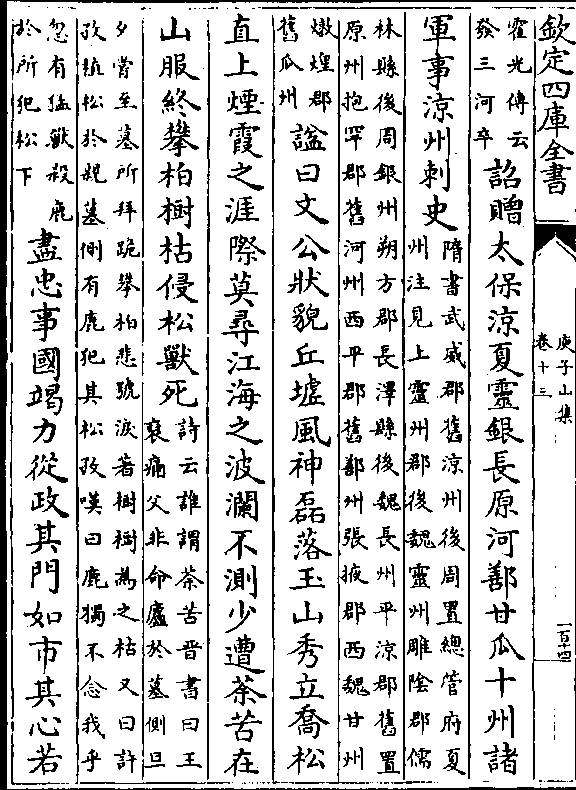 欽定四庫全書
庚子山集
卷十三
一百十四
霍光傳云
發三河卒
詔贈太保涼夏靈銀長原河鄯甘瓜十州諸
軍事涼州刺史
隋書武威郡舊涼州後周置總管府夏
州注見上靈州郡後魏靈州雕陰郡儒
林縣後周銀州朔方郡長澤縣後魏長州平涼郡舊置
原州抱罕郡舊河州西平郡舊鄯州張掖郡西魏甘州
燉煌郡
舊瓜州
諡曰文公狀貌丘墟風神磊落玉山秀立喬松
直上煙霞之涯際莫尋江海之波瀾不測少遭荼苦在
山服終攀柏樹枯侵松獸死
詩云誰謂荼苦晉書曰王
裒痛父非命廬於墓側旦
夕嘗至墓所拜跪攀柏悲號淚著樹樹為之枯又曰許
孜植松於親墓側有鹿犯其松孜嘆曰鹿獨不念我乎
忽有猛獸殺鹿
於所犯松下
盡忠事國竭力從政其門如市其心若